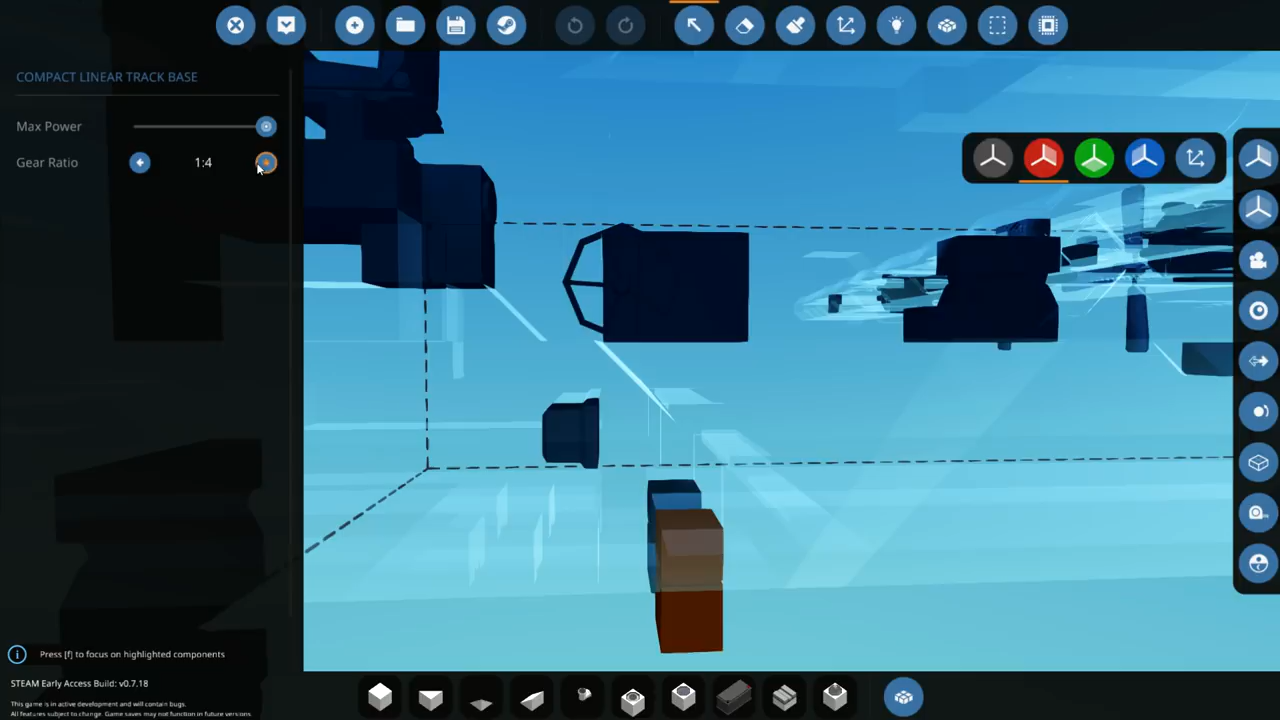 COMPACT LINEAR TRACK BASE
Max Power
Gear Ratio
1:4
Press [f] to focus on highlighted components
STEAM Early Access Build: v0.7.18
This game is in active development and will contain bugs.
All features subject to change. Game saves may not function in future versions